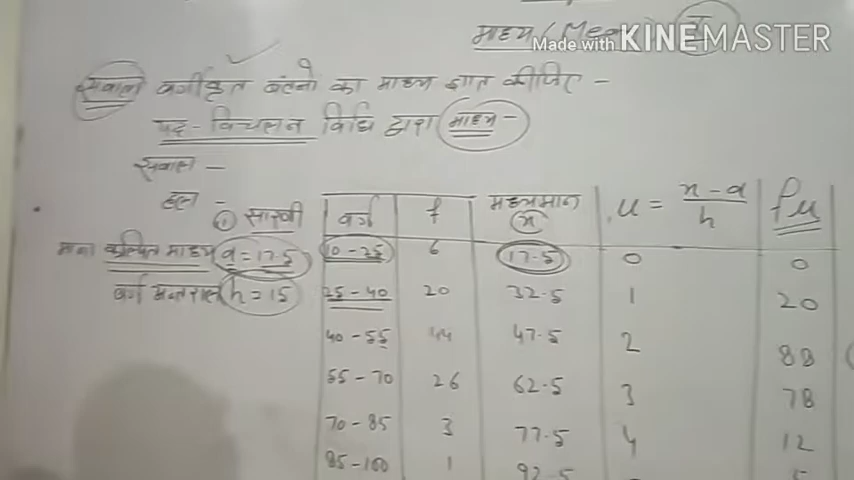 माध्य (Mea
Made with KINEMASTER
सवाल वर्गीकृत बंटनो का माध्य ज्ञात कीजिए -
पद - विचलन विधि द्वारा माध्य -
सवाल -
हल -
① सारणी वर्ग f मध्यमान (x) u = x-a/h fu
माना कल्पित माध्य a = 17.5 10-25 6 17.5 0 0
वर्ग अन्तराल h = 15 25-40 20 32.5 1 20
40-55 44 47.5 2 88
55-70 26 62.5 3 78
70-85 3 77.5 4 12
85-100 1 92.5